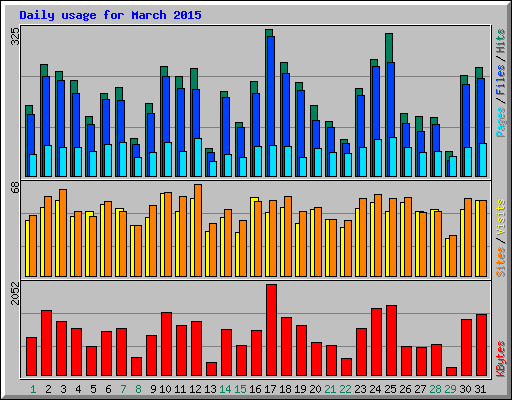 Daily usage for March 2015
325
Pages / Files / Hits
68
Sites / Visits
2052
KBytes
1 2 3 4 5 6 7 8 9 10 11 12 13 14 15 16 17 18 19 20 21 22 23 24 25 26 27 28 29 30 31